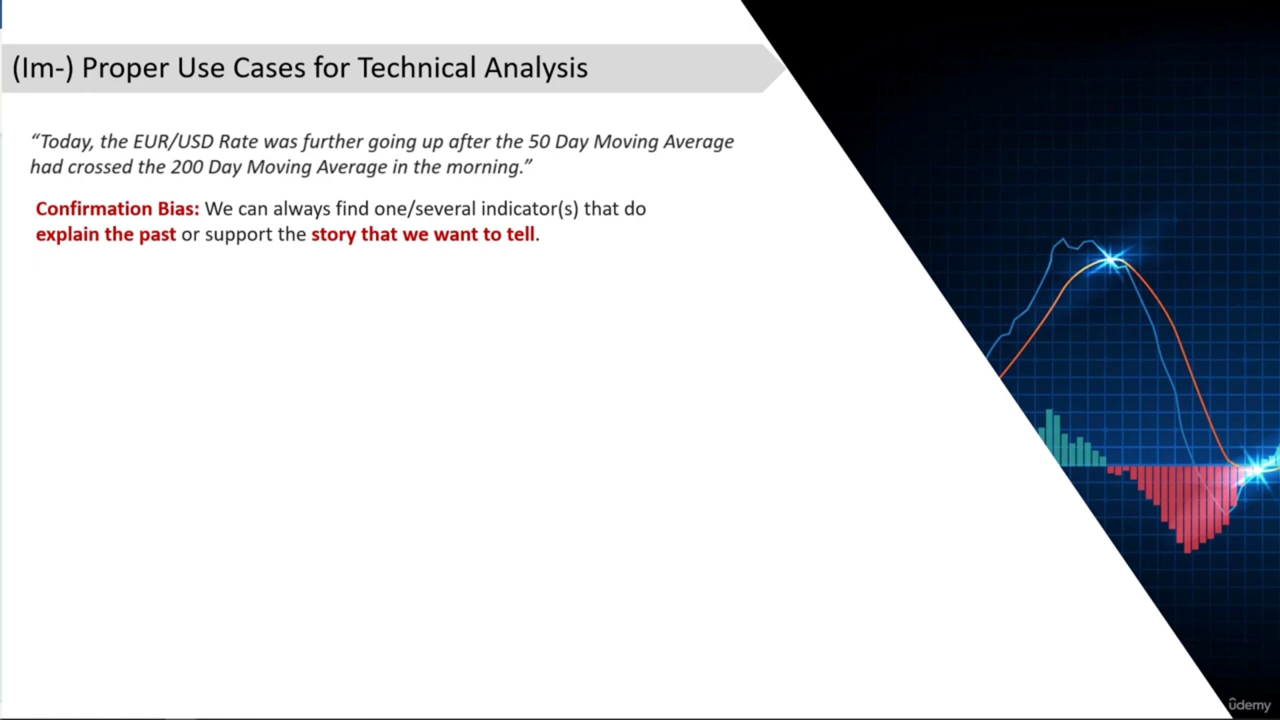 (Im-) Proper Use Cases for Technical Analysis
“Today, the EUR/USD Rate was further going up after the 50 Day Moving Average
had crossed the 200 Day Moving Average in the morning.”
Confirmation Bias: We can always find one/several indicator(s) that do
explain the past or support the story that we want to tell.
ûdemy